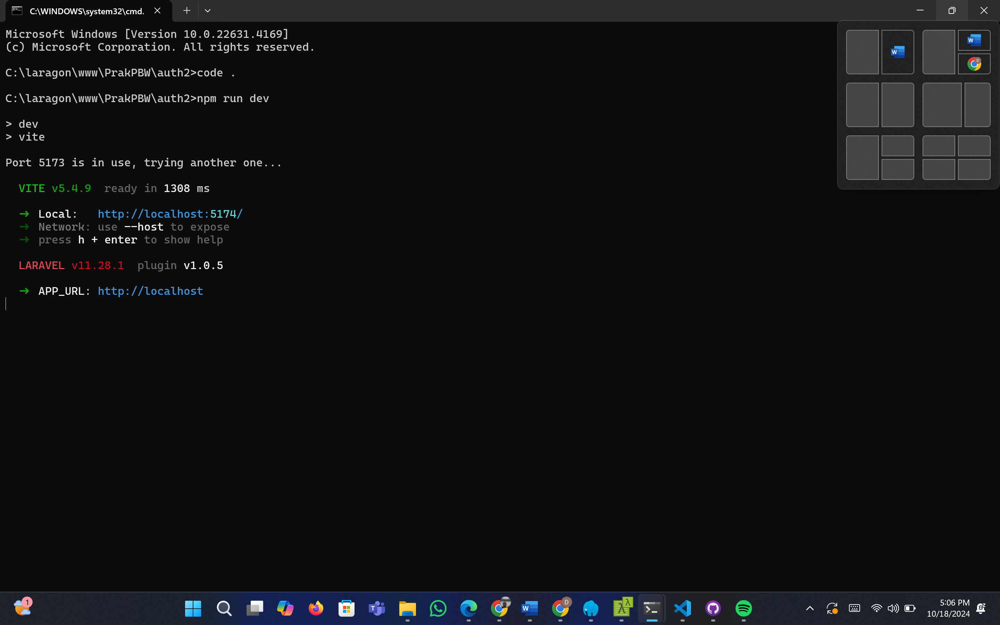 C:\WINDOWS\system32\cmd.
Microsoft Windows [Version 10.0.22631.4169]
(c) Microsoft Corporation. All rights reserved.
C:\laragon\www\PrakPBW\auth2>code .
C:\laragon\www\PrakPBW\auth2>npm run dev
> dev
> vite
Port 5173 is in use, trying another one...
VITE v5.4.9  ready in 1308 ms
➜  Local:   http://localhost:5174/
➜  Network: use --host to expose
➜  press h + enter to show help
LARAVEL v11.28.1  plugin v1.0.5
➜  APP_URL: http://localhost
W
W
D
1
T
W
D
λ
λ
5:06 PM
10/18/2024